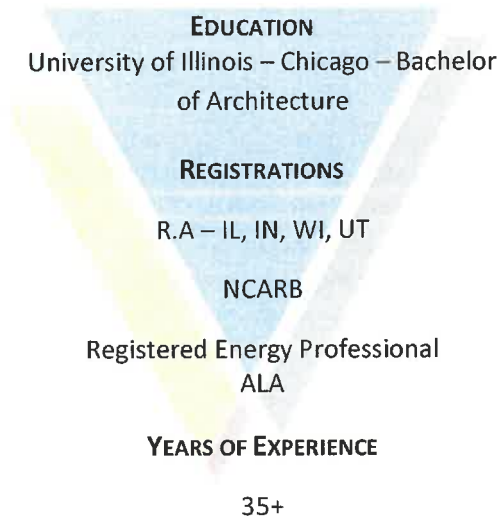 EDUCATION
University of Illinois – Chicago – Bachelor
of Architecture
REGISTRATIONS
R.A – IL, IN, WI, UT
NCARB
Registered Energy Professional
ALA
YEARS OF EXPERIENCE
35+